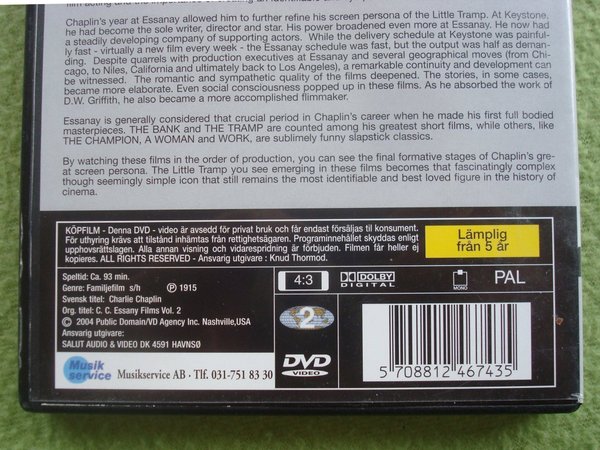 Chaplin's year at Essanay allowed him to further refine his screen persona of the Little Tramp. At Keystone,
he had become the sole writer, director and star. His power broadened even more at Essanay. While he now had
a steadily developing company of supporting actors. While the delivery schedule at Keystone was painful-
ly fast - virtually a new film every week - the Essanay schedule was fast, but the output was half as deman-
ding. Despite quarrels with production executives at Essanay and several geographical moves (from Chi-
cago, to Niles, California and ultimately back to Los Angeles), a remarkable continuity and development can
be witnessed. The romantic and sympathetic quality of the films deepened. The stories, in some cases,
became more elaborate. Even social consciousness popped up in these films. As he absorbed the work of
D.W. Griffith, he also became a more accomplished flimmaker.
Essanay is generally considered that crucial period in Chaplin's career when he made his first full bodied
masterpieces. THE BANK and THE TRAMP are counted among his greatest short films, while others, like
THE CHAMPION, A WOMAN and WORK, are sublimely funny slapstick classics.
By watching these films in the order of production, you can see the final formative stages of Chaplin's gre-
at screen persona. The Little Tramp you see emerging in these films becomes that fascinatingly complex
though seemingly simple icon that still remains the most identifiable and best loved figure in the history of
cinema.
KÖPFILM - Denna DVD - video är avsedd för privat bruk och får endast försäljas til konsument.
För uthyring krävs att tilstånd inhämtas från rettighetsägaren. Programinnehållet skyddas enligt
upphovsrättslagen. Alla annan visning och vidarespridning är förbjuden. Filmen får heller ej
kopieres. ALL RIGHTS RESERVED - Ansvarig utgivare : Knud Thormod.
Lämplig
från 5 år
Speltid: Ca. 93 min.
Genre: Familjefilm s/h ℗ 1915
Svensk titel: Charlie Chaplin
Org. titel: C. C. Essany Films Vol. 2
© 2004 Public Domain/VD Agency Inc. Nashville,USA
Ansvarig utgivare:
SALUT AUDIO & VIDEO DK 4591 HAVNSØ
4:3
DOLBY
DIGITAL
MONO
PAL
2
DVD
VIDEO
Musik
service
Musikservice AB · Tlf. 031-751 83 30
5 708812 467435